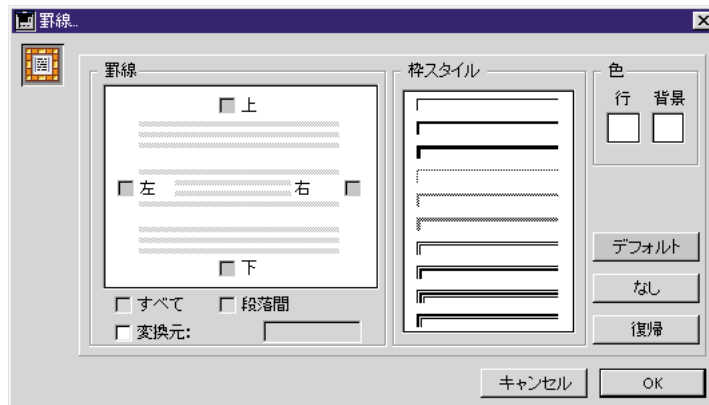 罫線...
罫線
上
左
右
下
すべて
段落間
変換元:
枠スタイル
色
行
背景
デフォルト
なし
復帰
キャンセル
OK